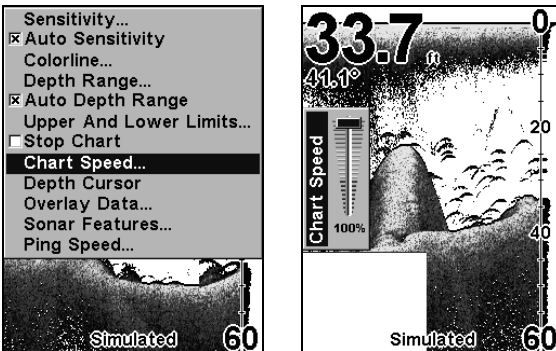 Sensitivity...
Auto Sensitivity
Colorline...
Depth Range...
Auto Depth Range
Upper And Lower Limits...
Stop Chart
Chart Speed...
Depth Cursor
Overlay Data...
Sonar Features...
Ping Speed...
Simulated
60
33.7 ft
41.1°
0
20
40
60
Chart Speed
100%
Simulated